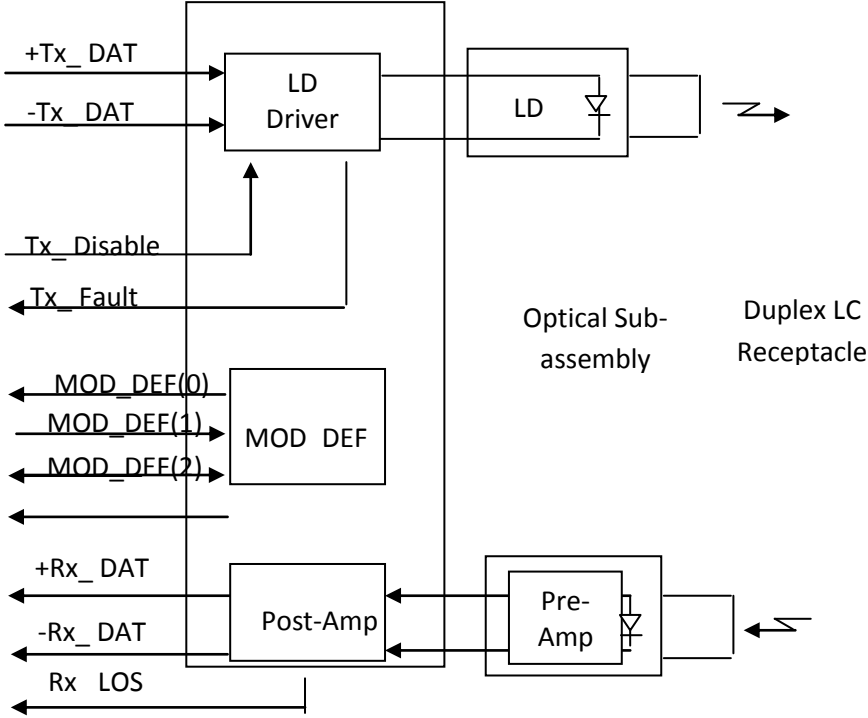 +Tx_ DAT
LD
Driver
-Tx_ DAT
LD
Tx_ Disable
Tx_ Fault
Optical Sub-
assembly
Duplex LC
Receptacle
MOD_DEF(0)
MOD_DEF(1)
MOD_DEF(2)
MOD DEF
+Rx_ DAT
Post-Amp
Pre-
Amp
-Rx_ DAT
Rx LOS